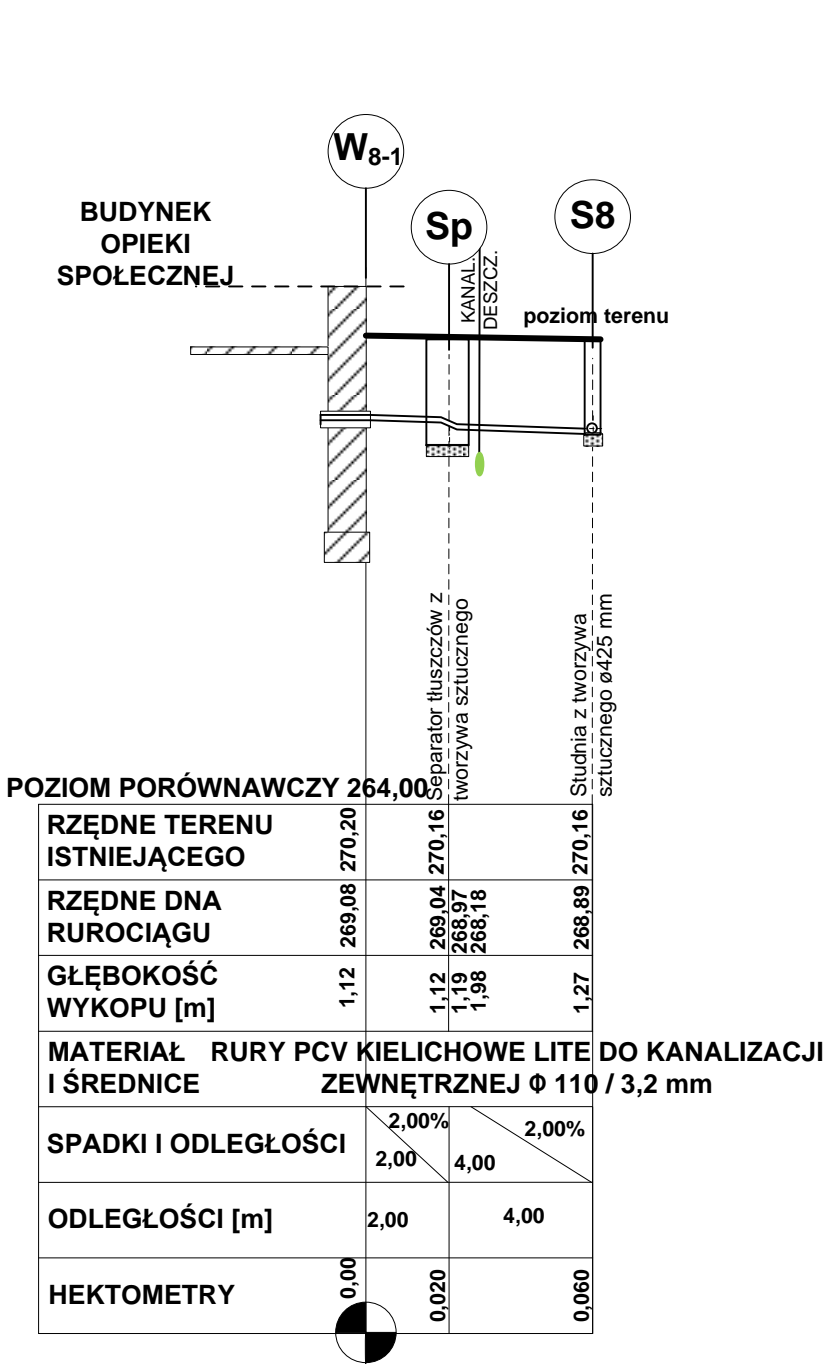 W8-1
BUDYNEK
OPIEKI
SPOŁECZNEJ
Sp
S8
KANAL.
DESZCZ.
poziom terenu
Separator tłuszczów z
tworzywa sztucznego
Studnia z tworzywa
sztucznego ø425 mm
POZIOM PORÓWNAWCZY 264,00
RZĘDNE TERENU
ISTNIEJĄCEGO
270,20
270,16
270,16
RZĘDNE DNA
RUROCIĄGU
269,08
269,04
268,97
268,18
268,89
GŁĘBOKOŚĆ
WYKOPU [m]
1,12
1,12
1,19
1,98
1,27
MATERIAŁ RURY PCV KIELICHOWE LITE DO KANALIZACJI
I ŚREDNICE ZEWNĘTRZNEJ Φ 110 / 3,2 mm
SPADKI I ODLEGŁOŚCI
2,00%
2,00
2,00%
4,00
ODLEGŁOŚCI [m]
2,00
4,00
HEKTOMETRY
0,00
0,020
0,060